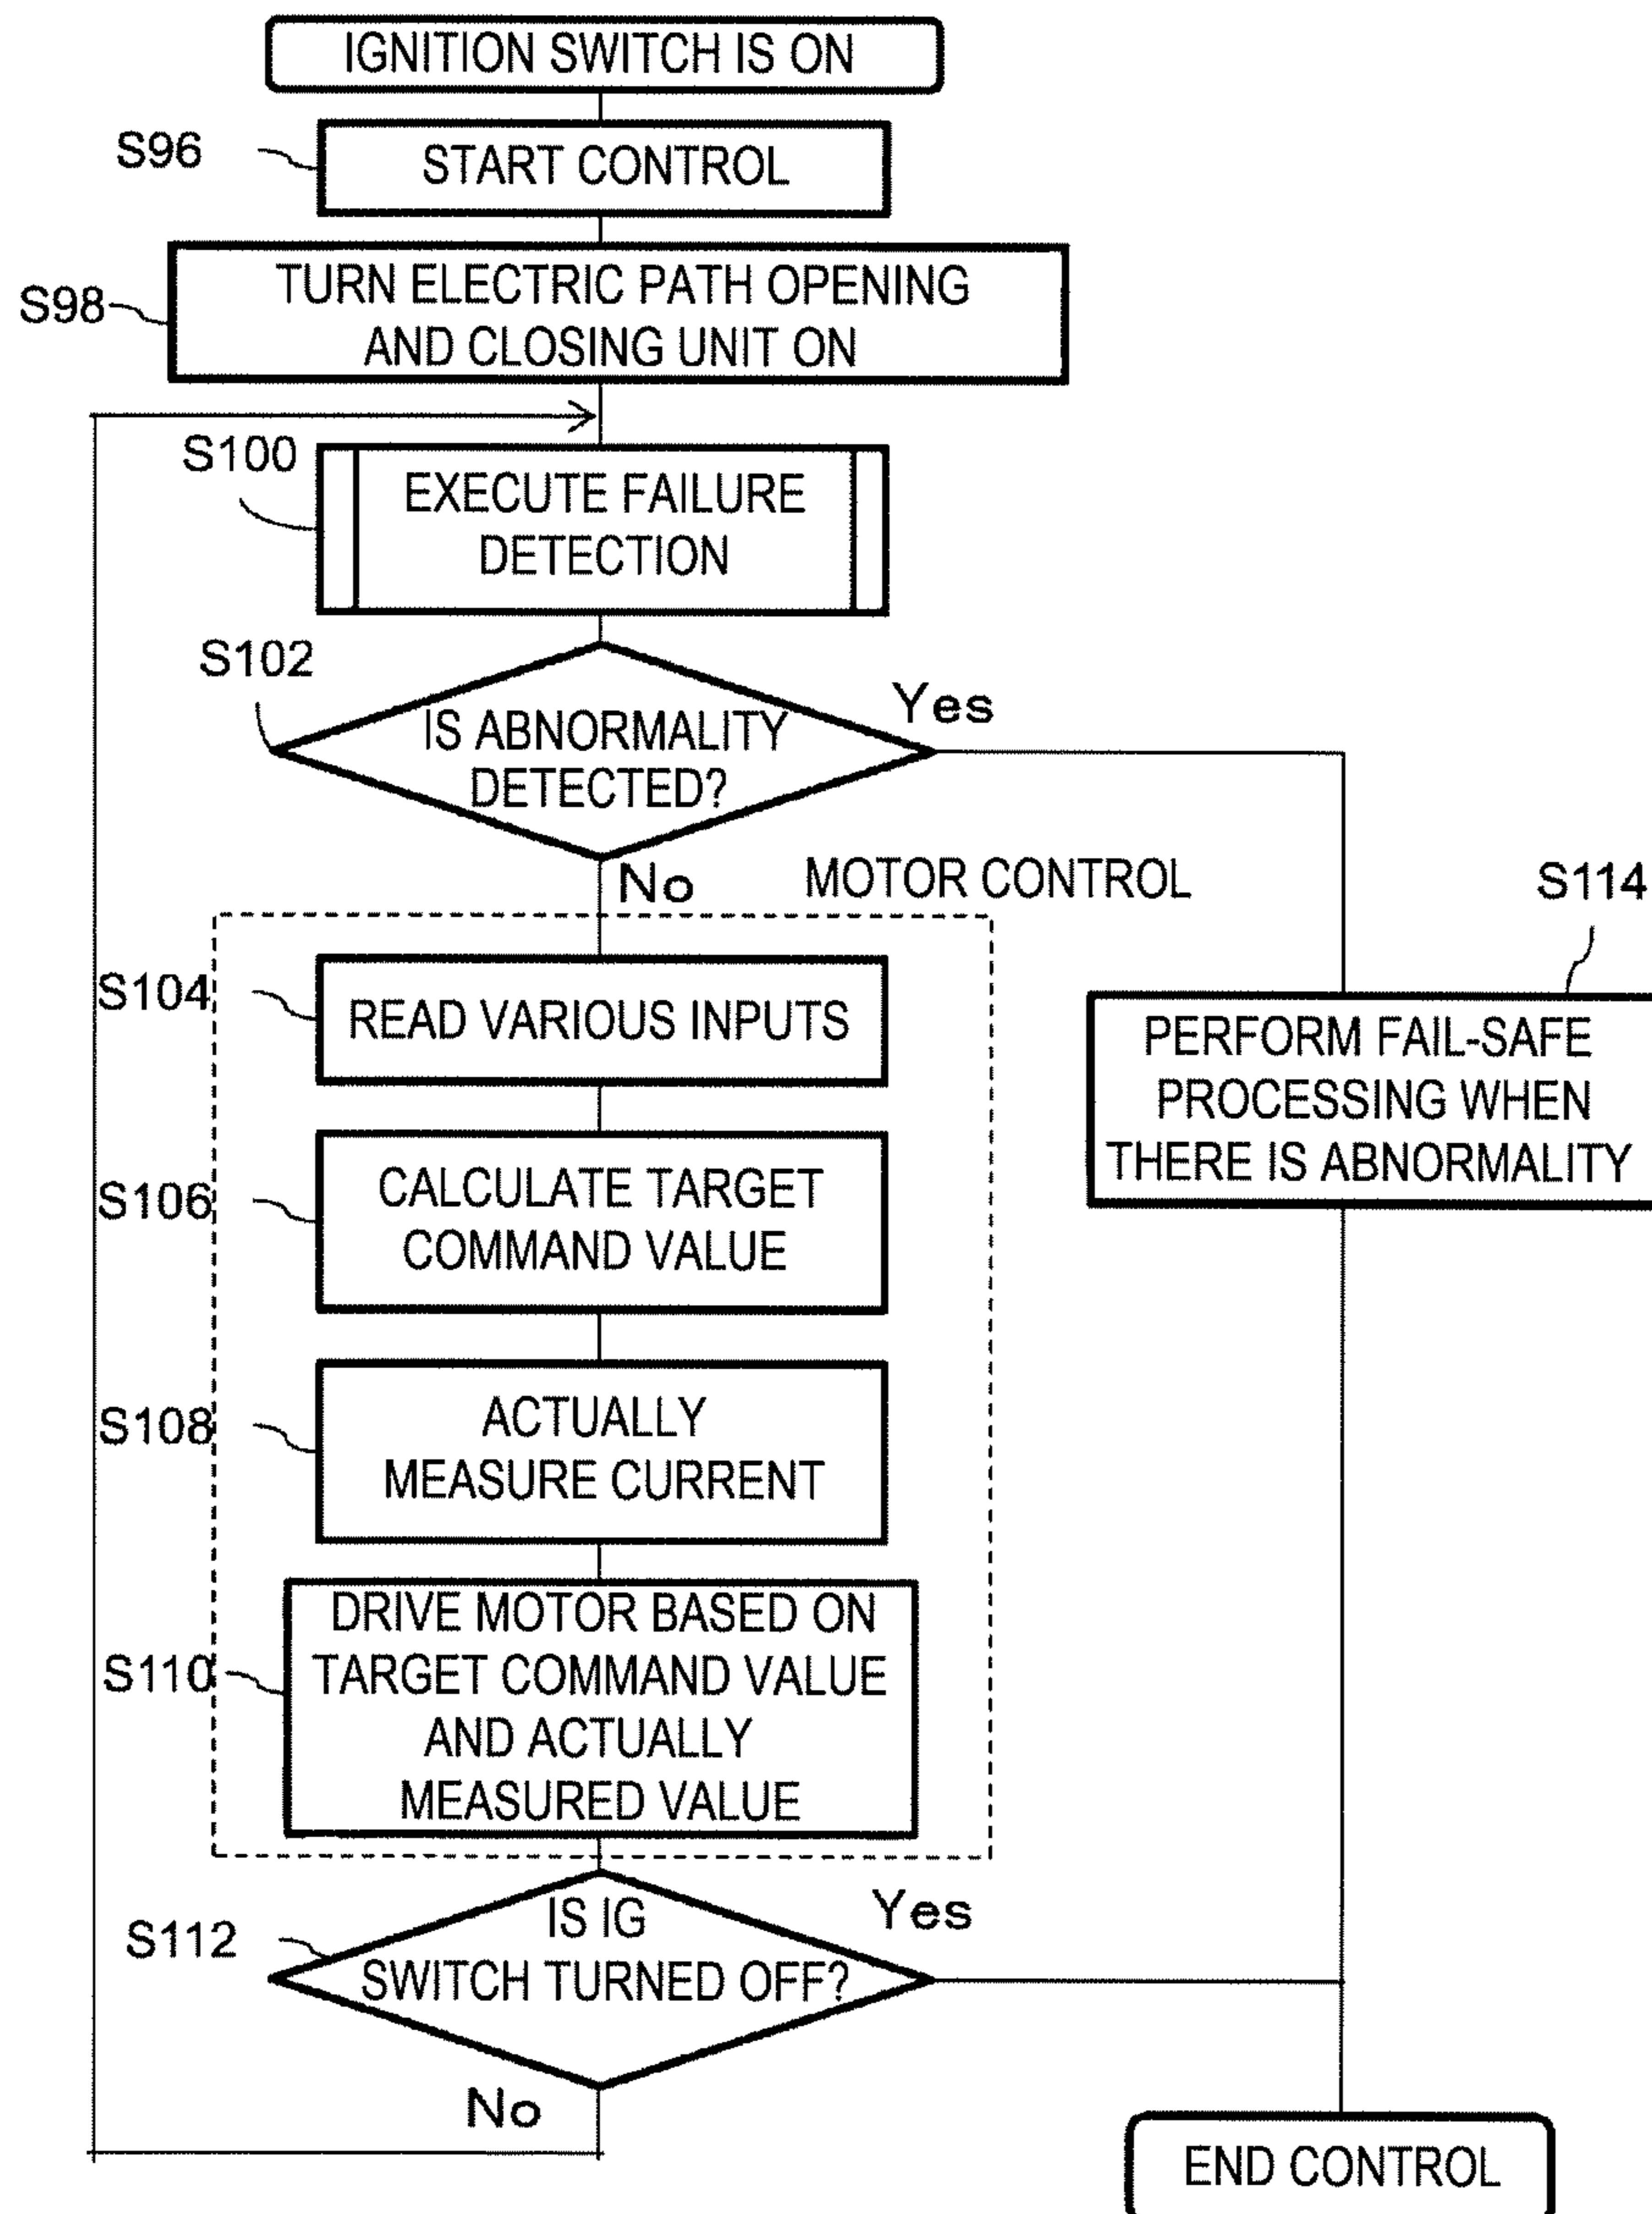 IGNITION SWITCH IS ON
S96
START CONTROL
S98
TURN ELECTRIC PATH OPENING
AND CLOSING UNIT ON
S100
EXECUTE FAILURE
DETECTION
S102
IS ABNORMALITY
DETECTED?
Yes
No
MOTOR CONTROL
S104
READ VARIOUS INPUTS
S106
CALCULATE TARGET
COMMAND VALUE
S108
ACTUALLY
MEASURE CURRENT
S110
DRIVE MOTOR BASED ON
TARGET COMMAND VALUE
AND ACTUALLY
MEASURED VALUE
S112
IS IG
SWITCH TURNED OFF?
Yes
No
S114
PERFORM FAIL-SAFE
PROCESSING WHEN
THERE IS ABNORMALITY
END CONTROL